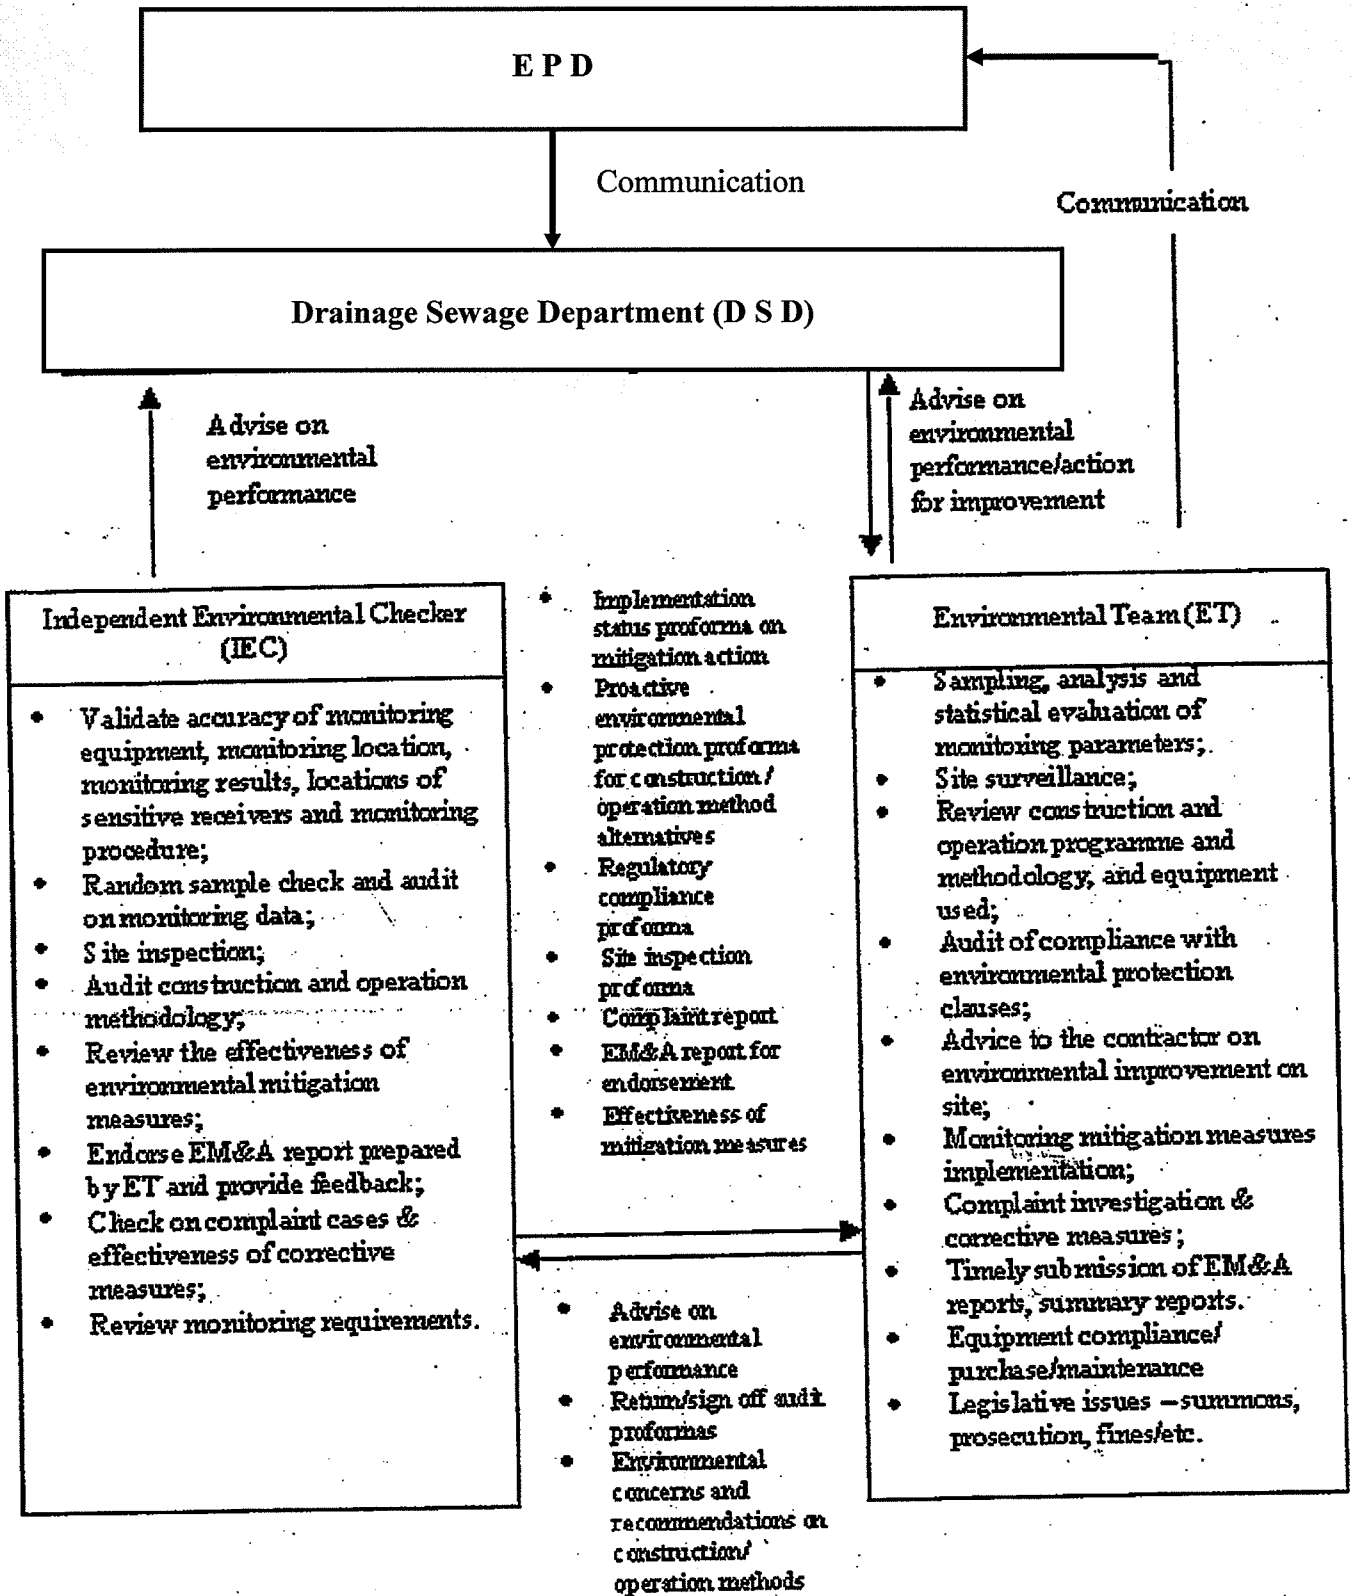 E P D
Communication
Communication
Drainage Sewage Department (D S D)
Advise on
environmental
performance
Advise on
environmental
performance/action
for improvement
Independent Environmental Checker
(IEC)
• Validate accuracy of monitoring
equipment, monitoring location,
monitoring results, locations of
sensitive receivers and monitoring
procedure;
• Random sample check and audit
on monitoring data;
• Site inspection;
• Audit construction and operation
methodology;
• Review the effectiveness of
environmental mitigation
measures;
• Endorse EM&A report prepared
by ET and provide feedback;
• Check on complaint cases &
effectiveness of corrective
measures;
• Review monitoring requirements.
• Implementation
status proforma on
mitigation action
• Proactive
environmental
protection proforma
for construction/
operation method
alternatives
• Regulatory
compliance
proforma
• Site inspection
proforma
• Complaint report
• EM&A report for
endorsement
• Effectiveness of
mitigation measures
• Advise on
environmental
performance
• Return/sign off audit
proformas
• Environmental
concerns and
recommendations on
construction/
operation methods
Environmental Team (ET)
• Sampling, analysis and
statistical evaluation of
monitoring parameters;
• Site surveillance;
• Review construction and
operation programme and
methodology, and equipment
used;
• Audit of compliance with
environmental protection
clauses;
• Advice to the contractor on
environmental improvement on
site;
• Monitoring mitigation measures
implementation;
• Complaint investigation &
corrective measures;
• Timely submission of EM&A
reports, summary reports.
• Equipment compliance/
purchase/maintenance
• Legislative issues – summons,
prosecution, fines/etc.